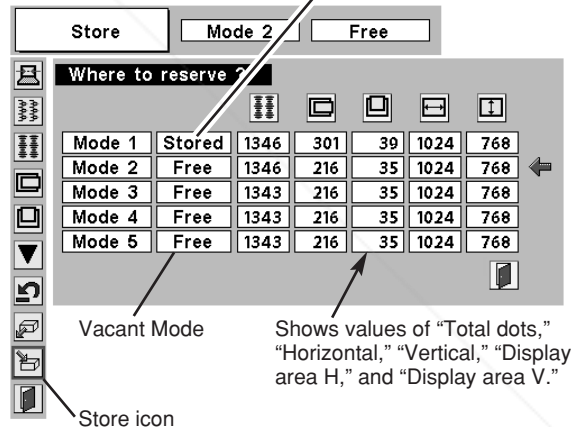 Store Mode 2 Free
Where to reserve ?
Mode 1 Stored 1346 301 39 1024 768
Mode 2 Free 1346 216 35 1024 768
Mode 3 Free 1343 216 35 1024 768
Mode 4 Free 1343 216 35 1024 768
Mode 5 Free 1343 216 35 1024 768
Vacant Mode
Shows values of “Total dots,”
“Horizontal,” “Vertical,” “Display
area H,” and “Display area V.”
Store icon